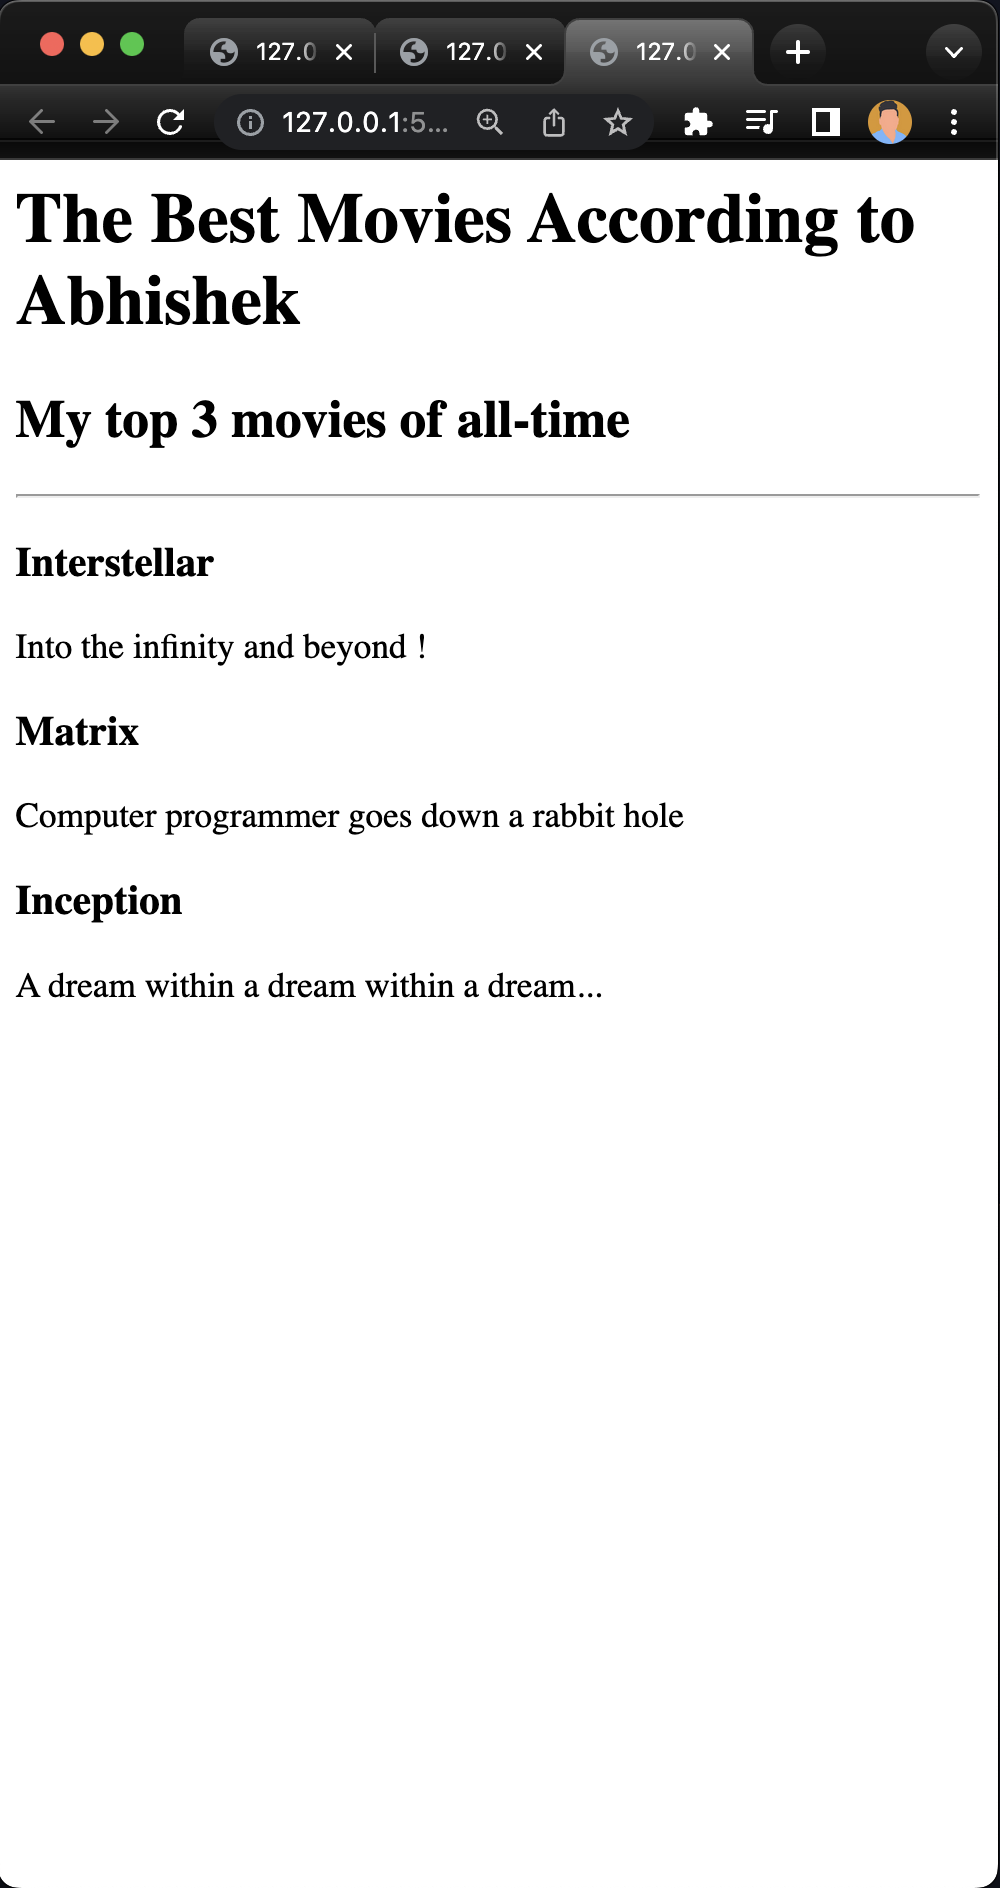 127.0
127.0
127.0
127.0.0.1:5...
The Best Movies According to
Abhishek
My top 3 movies of all-time
Interstellar
Into the infinity and beyond !
Matrix
Computer programmer goes down a rabbit hole
Inception
A dream within a dream within a dream...